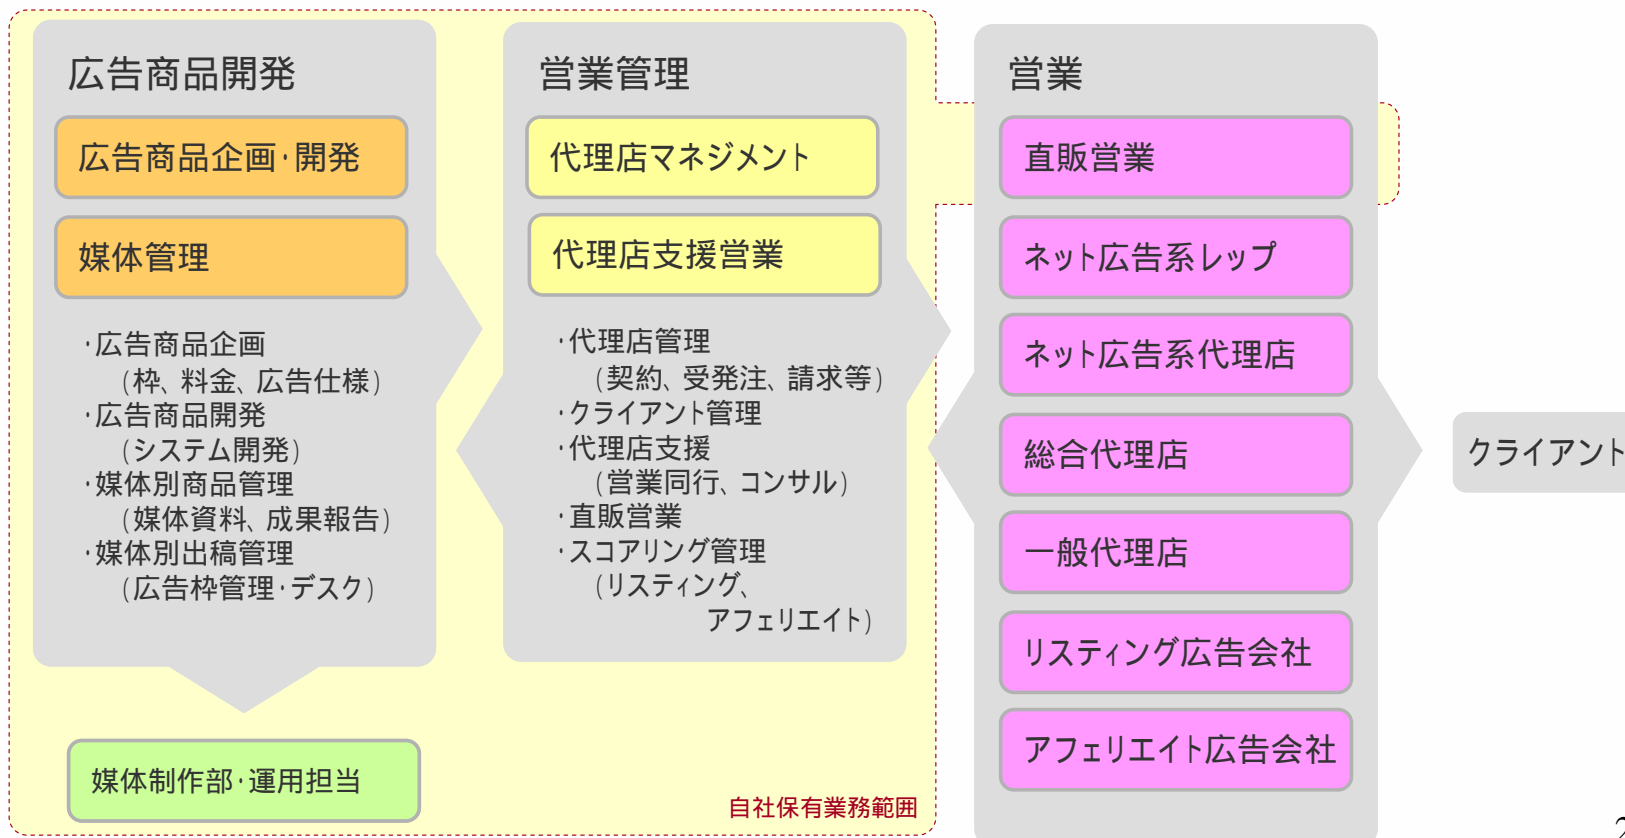 広告商品開発
広告商品企画・開発
媒体管理
・広告商品企画
(枠、料金、広告仕様)
・広告商品開発
(システム開発)
・媒体別商品管理
(媒体資料、成果報告)
・媒体別出稿管理
(広告枠管理・デスク)
媒体制作部・運用担当
営業管理
代理店マネジメント
代理店支援営業
・代理店管理
(契約、受発注、請求等)
・クライアント管理
・代理店支援
(営業同行、コンサル)
・直販営業
・スコアリング管理
(リスティング、
アフェリエイト)
自社保有業務範囲
営業
直販営業
ネット広告系レップ
ネット広告系代理店
総合代理店
一般代理店
リスティング広告会社
アフェリエイト広告会社
クライアント